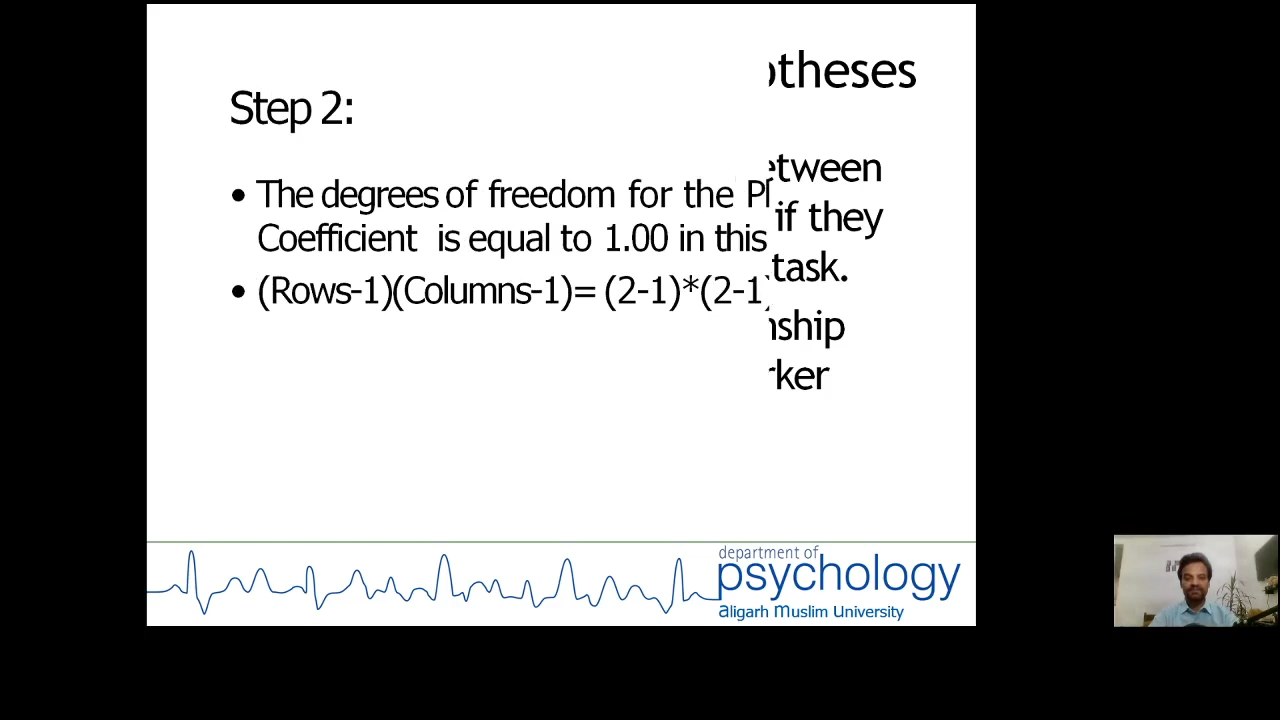 Step 2:
• The degrees of freedom for the
Coefficient is equal to 1.00 in this
• (Rows-1)(Columns-1)= (2-1)*(2-1
otheses
etween
if they
task.
nship
rker
department of
psychology
aligarh muslim university